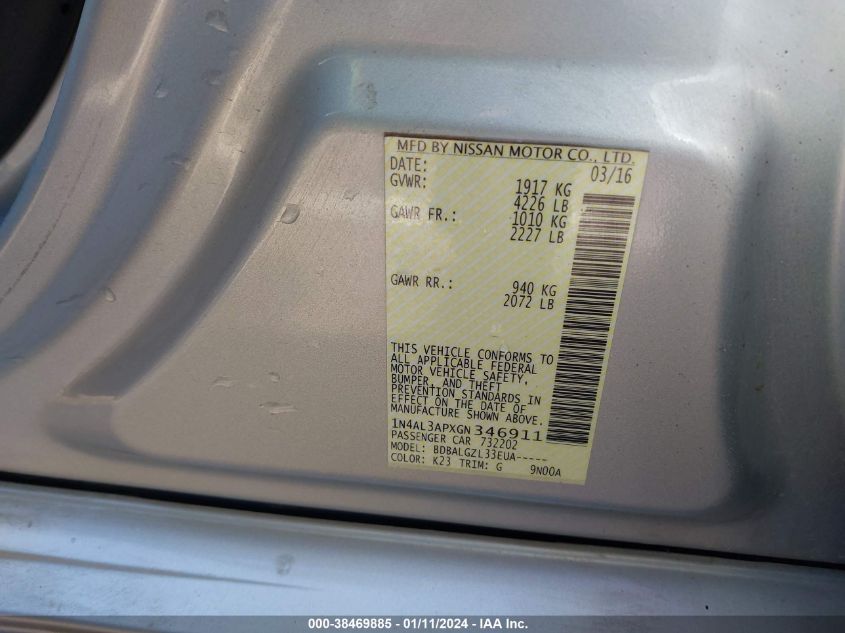 MFD BY NISSAN MOTOR CO., LTD.
DATE: 03/16
GVWR: 1917 KG
4226 LB
GAWR FR.: 1010 KG
2227 LB
GAWR RR.: 940 KG
2072 LB
THIS VEHICLE CONFORMS TO
ALL APPLICABLE FEDERAL
MOTOR VEHICLE SAFETY,
BUMPER, AND THEFT
PREVENTION STANDARDS IN
EFFECT ON THE DATE OF
MANUFACTURE SHOWN ABOVE.
1N4AL3APXGN346911
PASSENGER CAR 732202
MODEL: BDBALGZL33EUA-----
COLOR: K23 TRIM: G 9N00A
000-38469885 - 01/11/2024 - IAA Inc.